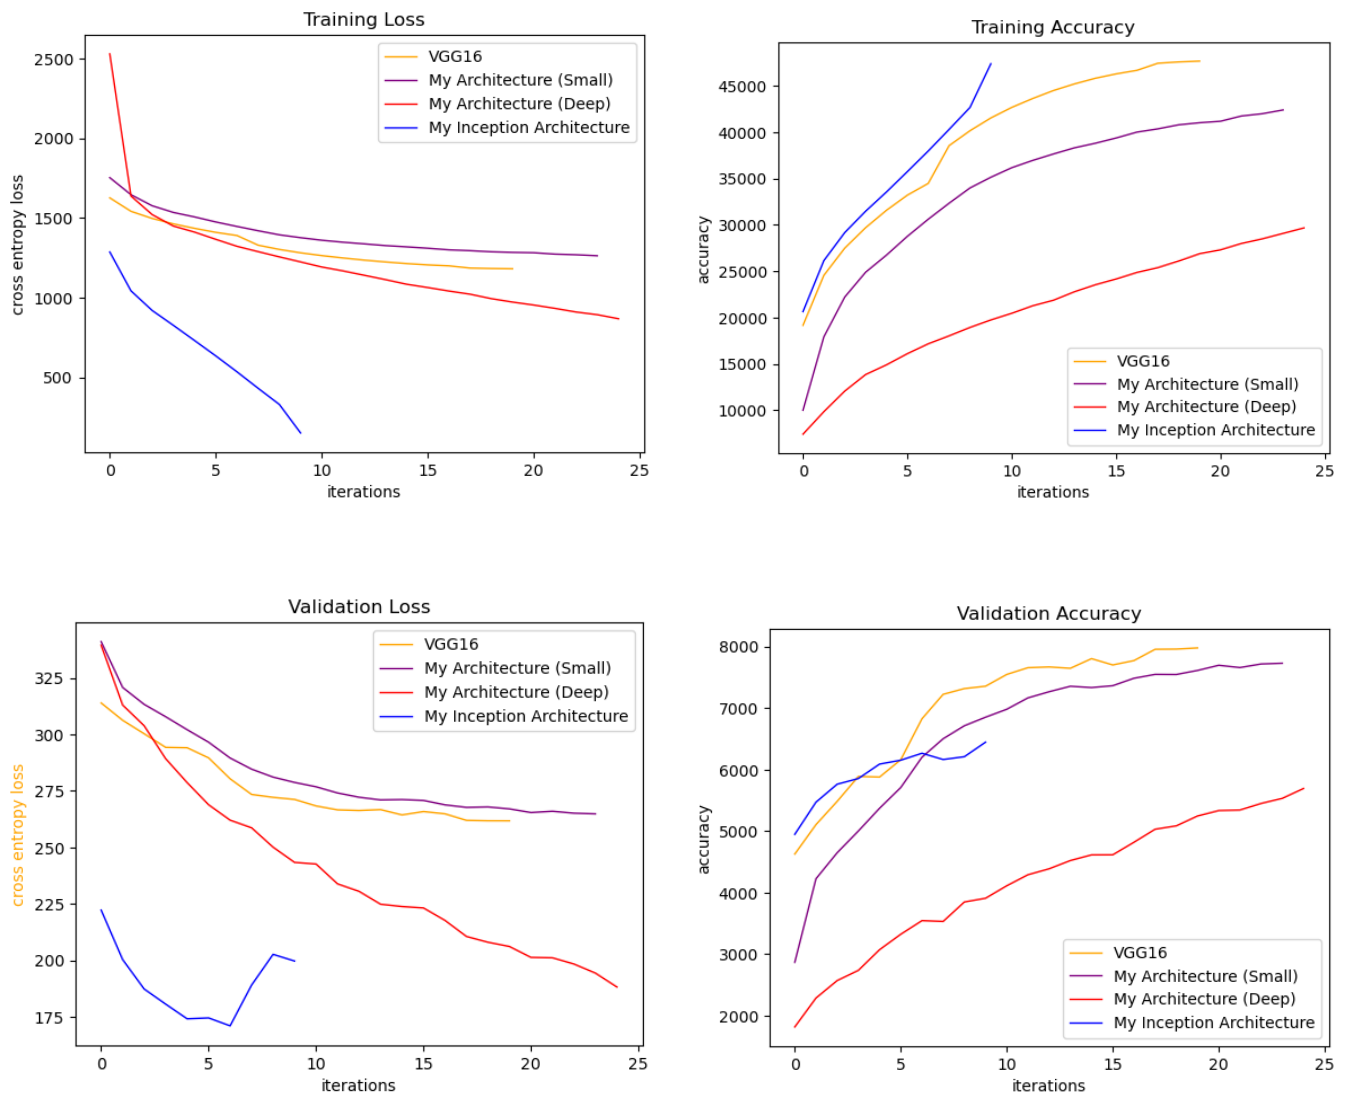 Training Loss
2500
2000
1500
1000
500
cross entropy loss
VGG16
My Architecture (Small)
My Architecture (Deep)
My Inception Architecture
0 5 10 15 20 25
iterations
Training Accuracy
45000
40000
35000
30000
25000
20000
15000
10000
accuracy
VGG16
My Architecture (Small)
My Architecture (Deep)
My Inception Architecture
0 5 10 15 20 25
iterations
Validation Loss
325
300
275
250
225
200
175
cross entropy loss
VGG16
My Architecture (Small)
My Architecture (Deep)
My Inception Architecture
0 5 10 15 20 25
iterations
Validation Accuracy
8000
7000
6000
5000
4000
3000
2000
accuracy
VGG16
My Architecture (Small)
My Architecture (Deep)
My Inception Architecture
0 5 10 15 20 25
iterations